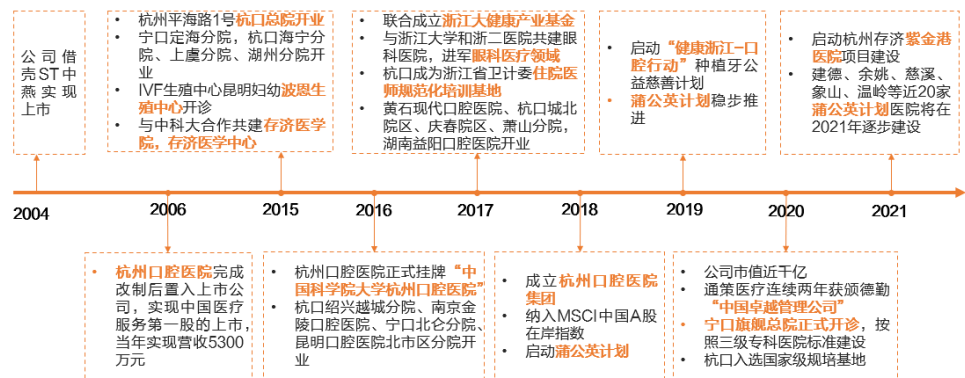 公司借
壳ST中
燕实现
上市
• 杭州平海路1号杭口总院开业
• 宁口定海分院，杭口海宁分
院、上虞分院、湖州分院开
业
• IVF生殖中心昆明妇幼波恩生
殖中心开诊
• 与中科大合作共建存济医学
院，存济医学中心
• 联合成立浙江大健康产业基金
• 与浙江大学和浙二医院共建眼
科医院，进军眼科医疗领域
• 杭口成为浙江省卫计委住院医
师规范化培训基地
• 黄石现代口腔医院、杭口城北
院区、庆春院区、萧山分院，
湖南益阳口腔医院开业
• 启动“健康浙江-口
腔行动”种植牙公
益慈善计划
• 蒲公英计划稳步推
进
• 启动杭州存济紫金港
医院项目建设
• 建德、余姚、慈溪、
象山、温岭等近20家
蒲公英计划医院将在
2021年逐步建设
2004
2006
2015
2016
2017
2018
2019
2020
2021
• 杭州口腔医院完成
改制后置入上市公
司，实现中国医疗
服务第一股的上市，
当年实现营收5300
万元
• 杭州口腔医院正式挂牌“中
国科学院大学杭州口腔医院”
• 杭口绍兴越城分院、南京金
陵口腔医院、宁口北仑分院、
昆明口腔医院北市区分院开
业
• 成立杭州口腔医院
集团
• 纳入MSCI中国A股
在岸指数
• 启动蒲公英计划
• 公司市值近千亿
• 通策医疗连续两年获颁德勤
“中国卓越管理公司”
• 宁口旗舰总院正式开诊，按
照三级专科医院标准建设
• 杭口入选国家级规培基地